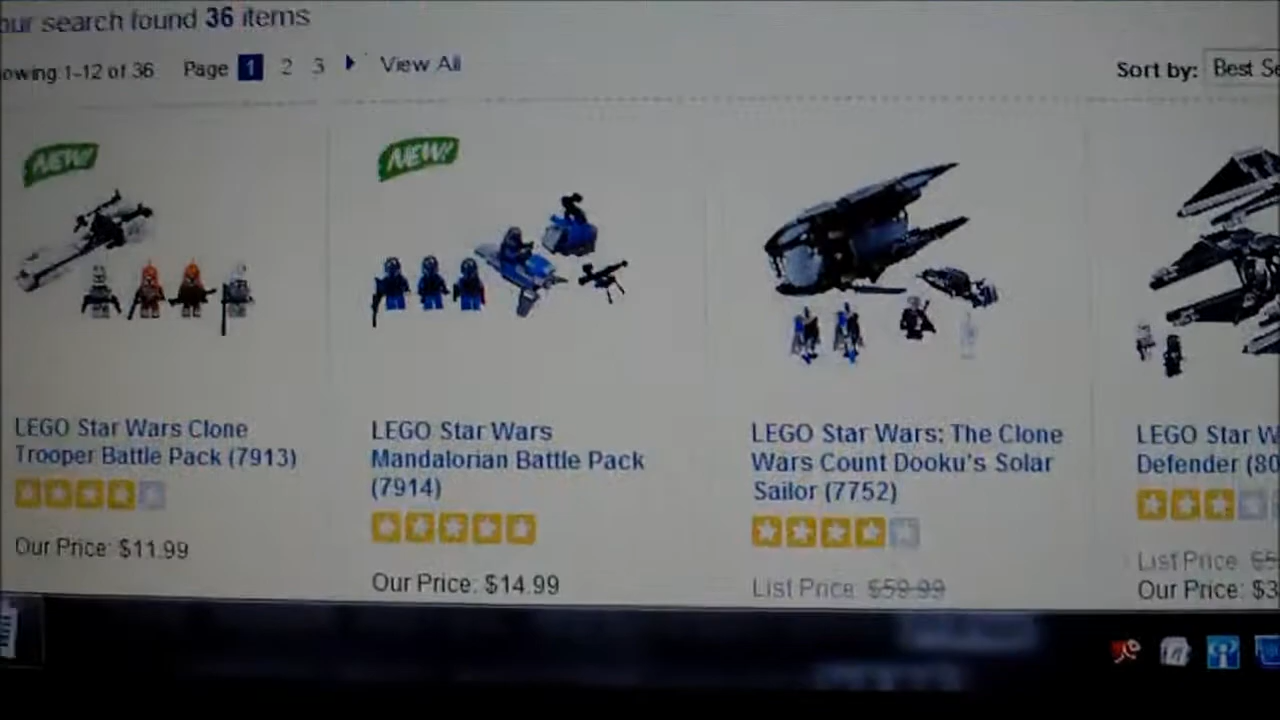 our search found 36 items
owing 1-12 of 36 Page 1 2 3 View All
Sort by: Best Se
NEW!
NEW!
LEGO Star Wars Clone
Trooper Battle Pack (7913)
Our Price: $11.99
LEGO Star Wars
Mandalorian Battle Pack
(7914)
Our Price: $14.99
LEGO Star Wars: The Clone
Wars Count Dooku's Solar
Sailor (7752)
List Price: $59.99
LEGO Star W
Defender (80
List Price: $5
Our Price: $3